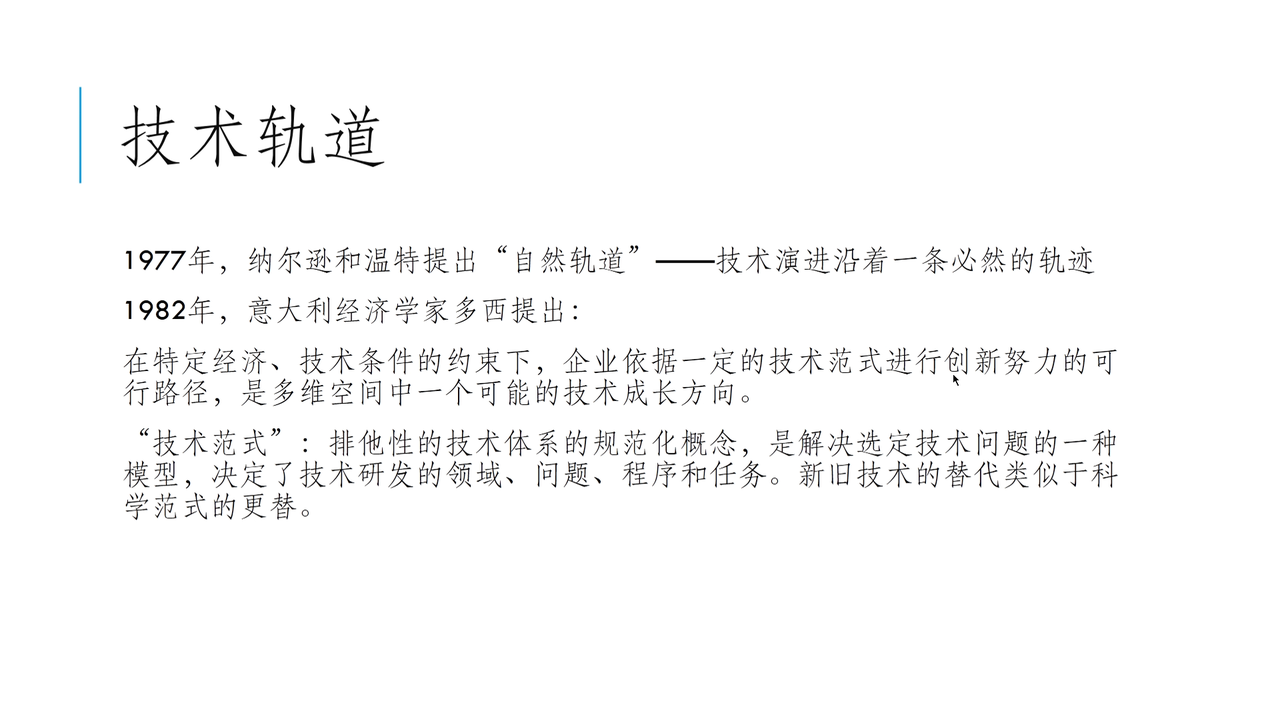 技术轨道
1977年，纳尔逊和温特提出“自然轨道”——技术演进沿着一条必然的轨迹
1982年，意大利经济学家多西提出：
在特定经济、技术条件的约束下，企业依据一定的技术范式进行创新努力的可
行路径，是多维空间中一个可能的技术成长方向。
“技术范式”：排他性的技术体系的规范化概念，是解决选定技术问题的一种
模型，决定了技术研发的领域、问题、程序和任务。新旧技术的替代类似于科
学范式的更替。